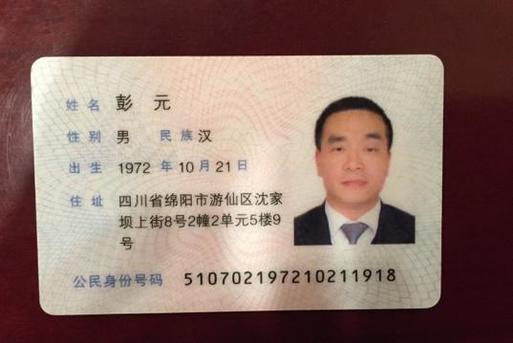 姓名 彭元
性别 男 民族 汉
出生 1972 年 10 月 21 日
住址 四川省绵阳市游仙区沈家
坝上街8号2幢2单元5楼9
号
公民身份号码 510702197210211918